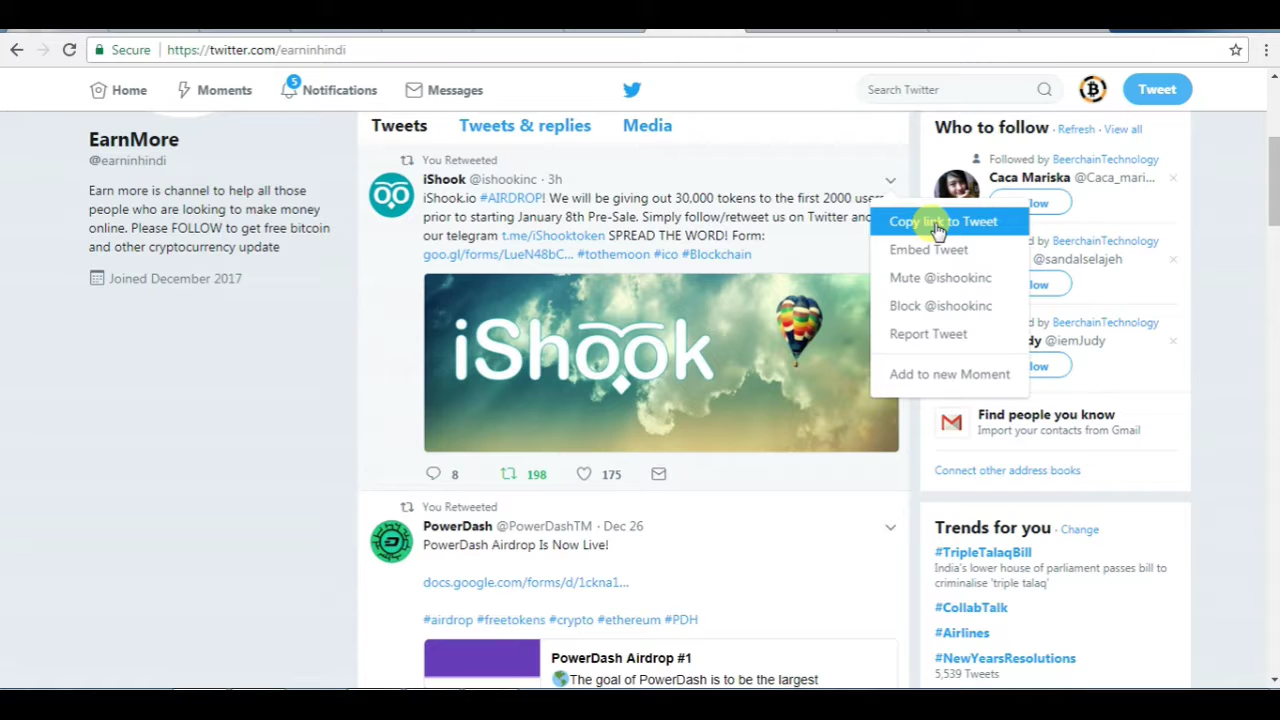 Secure https://twitter.com/earninhindi
Home Moments 5 Notifications Messages Search Twitter Tweet
EarnMore
@earninhindi
Earn more is channel to help all those
people who are looking to make money
online. Please FOLLOW to get free bitcoin
and other cryptocurrency update
Joined December 2017
Tweets Tweets & replies Media
You Retweeted
iShook @ishookinc · 3h
iShook.io #AIRDROP! We will be giving out 30,000 tokens to the first 2000 users
prior to starting January 8th Pre-Sale. Simply follow/retweet us on Twitter and
our telegram t.me/iShooktoken SPREAD THE WORD! Form:
goo.gl/forms/LueN48bC... #tothemoon #ico #Blockchain
iShook
8 198 175
You Retweeted
PowerDash @PowerDashTM · Dec 26
PowerDash Airdrop Is Now Live!
docs.google.com/forms/d/1ckna1...
#airdrop #freetokens #crypto #ethereum #PDH
PowerDash Airdrop #1
The goal of PowerDash is to be the largest
Copy link to Tweet
Embed Tweet
Mute @ishookinc
Block @ishookinc
Report Tweet
Add to new Moment
Who to follow · Refresh · View all
Followed by BeerchainTechnology
Caca Mariska @Caca_mari...
BeerchainTechnology
@sandalselajeh
BeerchainTechnology
@iemJudy
Find people you know
Import your contacts from Gmail
Connect other address books
Trends for you · Change
#TripleTalaqBill
India's lower house of parliament passes bill to
criminalise 'triple talaq'
#CollabTalk
#Airlines
#NewYearsResolutions
5,539 Tweets